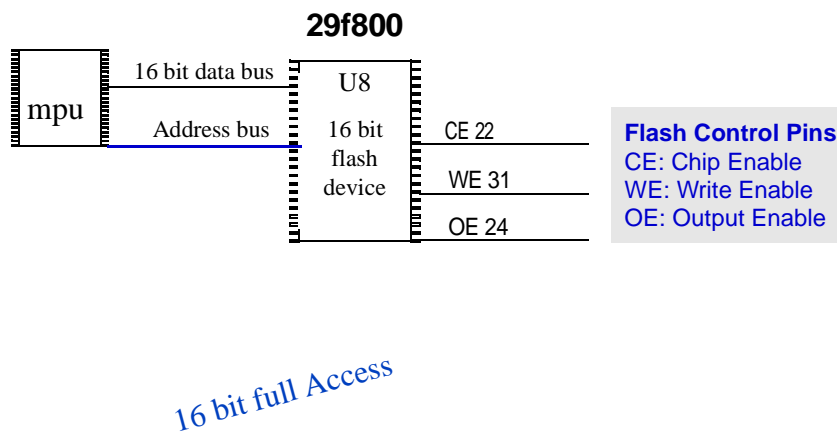 29f800
mpu
16 bit data bus
Address bus
U8
16 bit
flash
device
CE 22
WE 31
OE 24
Flash Control Pins
CE: Chip Enable
WE: Write Enable
OE: Output Enable
16 bit full Access